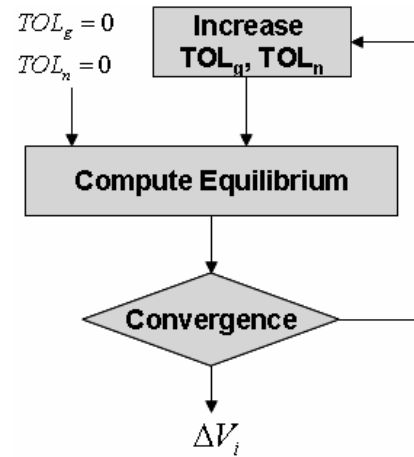 TOL_g = 0
TOL_n = 0
Increase
TOL_g, TOL_n
Compute Equilibrium
Convergence
ΔV_i